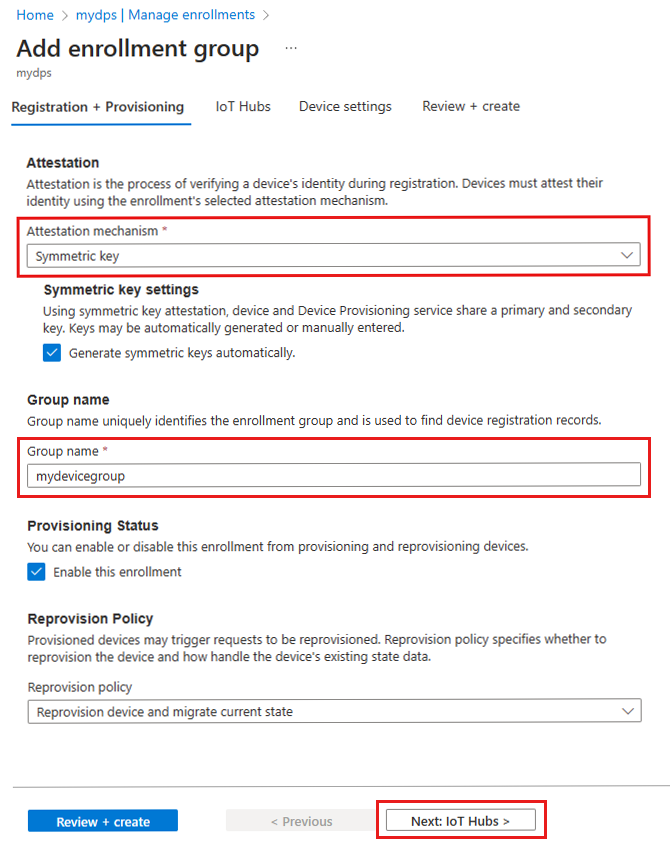 Home > mydps | Manage enrollments >
Add enrollment group ...
mydps
Registration + Provisioning IoT Hubs Device settings Review + create
Attestation
Attestation is the process of verifying a device's identity during registration. Devices must attest their
identity using the enrollment's selected attestation mechanism.
Attestation mechanism *
Symmetric key
Symmetric key settings
Using symmetric key attestation, device and Device Provisioning service share a primary and secondary
key. Keys may be automatically generated or manually entered.
Generate symmetric keys automatically.
Group name
Group name uniquely identifies the enrollment group and is used to find device registration records.
Group name *
mydevicegroup
Provisioning Status
You can enable or disable this enrollment from provisioning and reprovisioning devices.
Enable this enrollment
Reprovision Policy
Provisioned devices may trigger requests to be reprovisioned. Reprovision policy specifies whether to
reprovision the device and how handle the device's existing state data.
Reprovision policy
Reprovision device and migrate current state
Review + create < Previous Next: IoT Hubs >